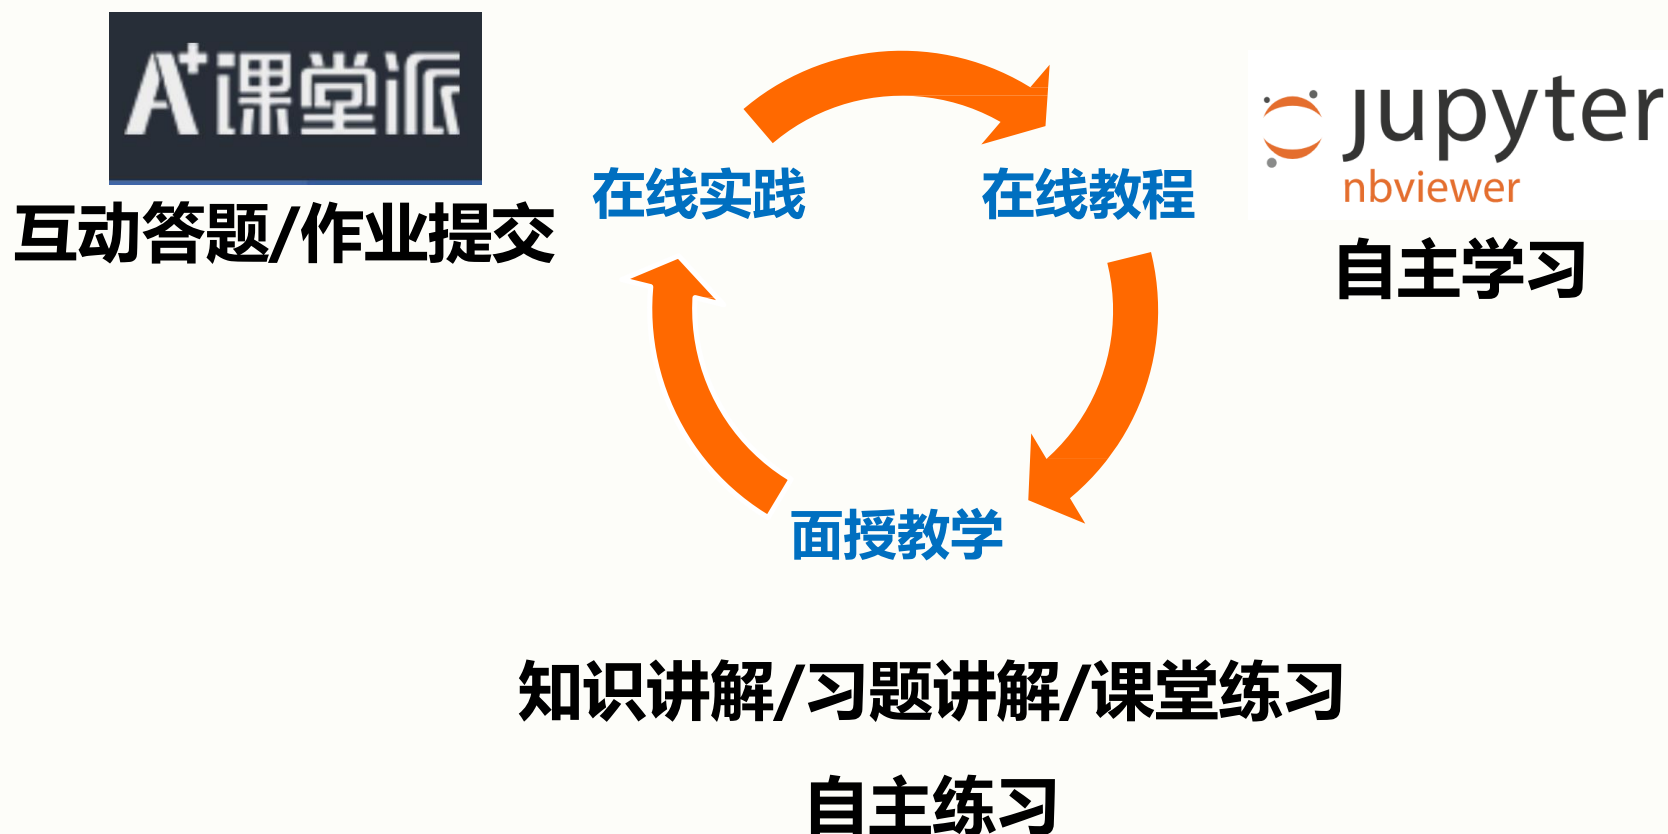 A+课堂派
互动答题/作业提交
在线实践
在线教程
jupyter
nbviewer
自主学习
面授教学
知识讲解/习题讲解/课堂练习
自主练习